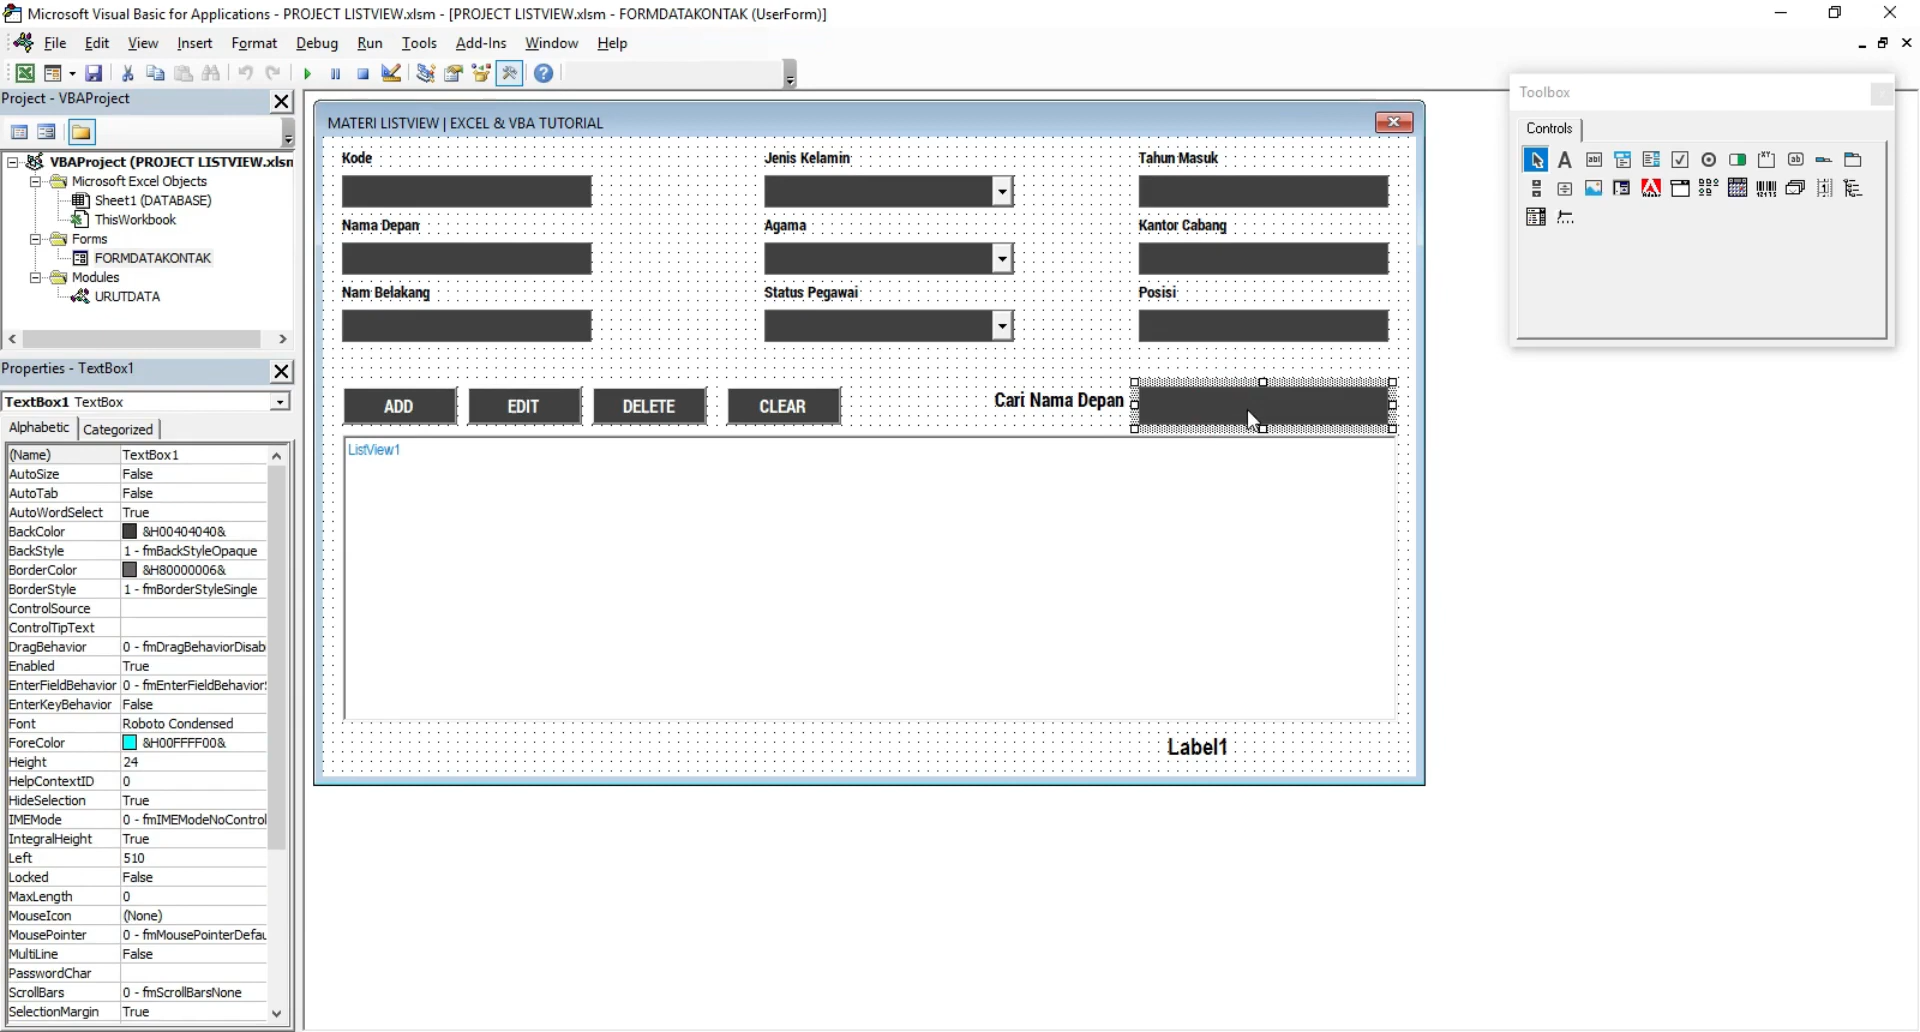 Microsoft Visual Basic for Applications - PROJECT LISTVIEW.xlsm - [PROJECT LISTVIEW.xlsm - FORMDATAKONTAK (UserForm)]
File Edit View Insert Format Debug Run Tools Add-Ins Window Help
Project - VBAProject
VBAProject (PROJECT LISTVIEW.xlsm
Microsoft Excel Objects
Sheet1 (DATABASE)
ThisWorkbook
Forms
FORMDATAKONTAK
Modules
URUTDATA
Properties - TextBox1
TextBox1 TextBox
Alphabetic Categorized
(Name) TextBox1
AutoSize False
AutoTab False
AutoWordSelect True
BackColor &H00404040&
BackStyle 1 - fmBackStyleOpaque
BorderColor &H80000006&
BorderStyle 1 - fmBorderStyleSingle
ControlSource
ControlTipText
DragBehavior 0 - fmDragBehaviorDisab
Enabled True
EnterFieldBehavior 0 - fmEnterFieldBehavior
EnterKeyBehavior False
Font Roboto Condensed
ForeColor &H00FFFF00&
Height 24
HelpContextID 0
HideSelection True
IMEMode 0 - fmIMEModeNoControl
IntegralHeight True
Left 510
Locked False
MaxLength 0
MouseIcon (None)
MousePointer 0 - fmMousePointerDefau
MultiLine False
PasswordChar
ScrollBars 0 - fmScrollBarsNone
SelectionMargin True
MATERI LISTVIEW | EXCEL & VBA TUTORIAL
Kode Jenis Kelamin Tahun Masuk
Nama Depan Agama Kantor Cabang
Nam Belakang Status Pegawai Posisi
ADD EDIT DELETE CLEAR Cari Nama Depan
ListView1
Label1
Toolbox
Controls